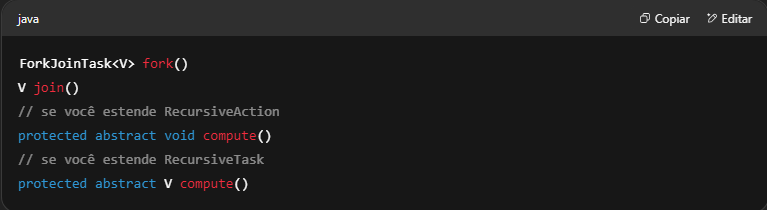 java
Copiar
Editar
ForkJoinTask<V> fork()
V join()
// se você estende RecursiveAction
protected abstract void compute()
// se você estende RecursiveTask
protected abstract V compute()